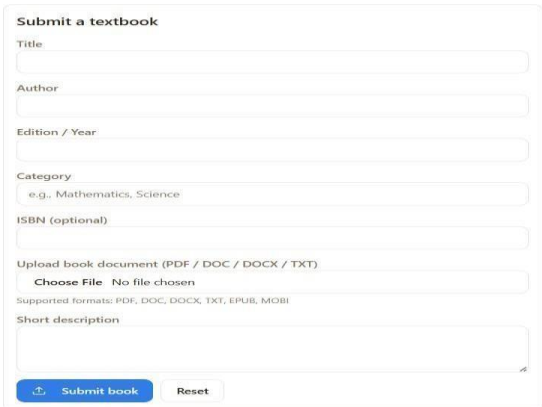 Submit a textbook
Title
Author
Edition / Year
Category
e.g., Mathematics, Science
ISBN (optional)
Upload book document (PDF / DOC / DOCX / TXT)
Choose File No file chosen
Supported formats: PDF, DOC, DOCX, TXT, EPUB, MOBI
Short description
Submit book Reset